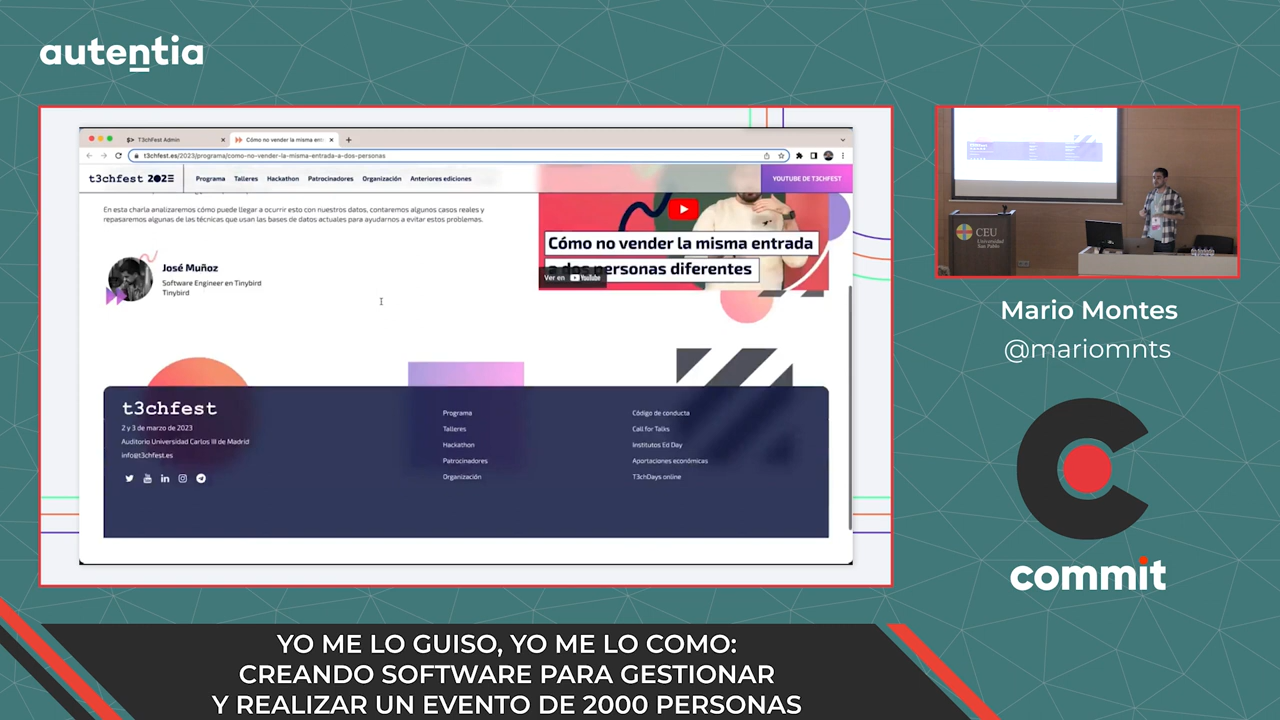 autentia
T3chFest Admin
Cómo no vender la misma ent
t3chfest.es/2023/programa/como-no-vender-la-misma-entrada-a-dos-personas
t3chfest 2023
Programa
Talleres
Hackathon
Patrocinadores
Organización
Anteriores ediciones
YOUTUBE DE T3CHFEST
En esta charla analizaremos cómo puede llegar a ocurrir esto con nuestros datos, contaremos algunos casos reales y
repasaremos algunas de las técnicas que usan las bases de datos actuales para ayudarnos a evitar estos problemas.
José Muñoz
Software Engineer en Tinybird
Tinybird
Cómo no vender la misma entrada
a dos personas diferentes
Ver en YouTube
t3chfest
2 y 3 de marzo de 2023
Auditorio Universidad Carlos III de Madrid
info@t3chfest.es
Programa
Talleres
Hackathon
Patrocinadores
Organización
Código de conducta
Call for Talks
Institutos Ed Day
Aportaciones económicas
T3chDays online
CEU
Universidad
San Pablo
Mario Montes
@mariomnts
commit
YO ME LO GUISO, YO ME LO COMO:
CREANDO SOFTWARE PARA GESTIONAR
Y REALIZAR UN EVENTO DE 2000 PERSONAS